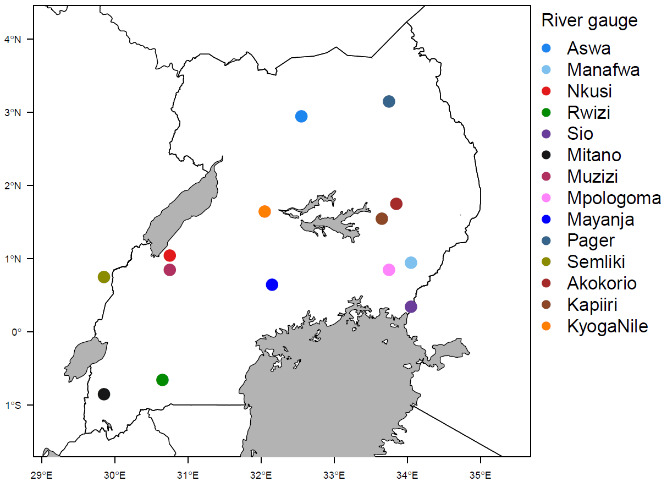 River gauge
Aswa
Manafwa
Nkusi
Rwizi
Sio
Mitano
Muzizi
Mpologoma
Mayanja
Pager
Semliki
Akokorio
Kapiiri
KyogaNile
4°N
3°N
2°N
1°N
0°
1°S
29°E 30°E 31°E 32°E 33°E 34°E 35°E